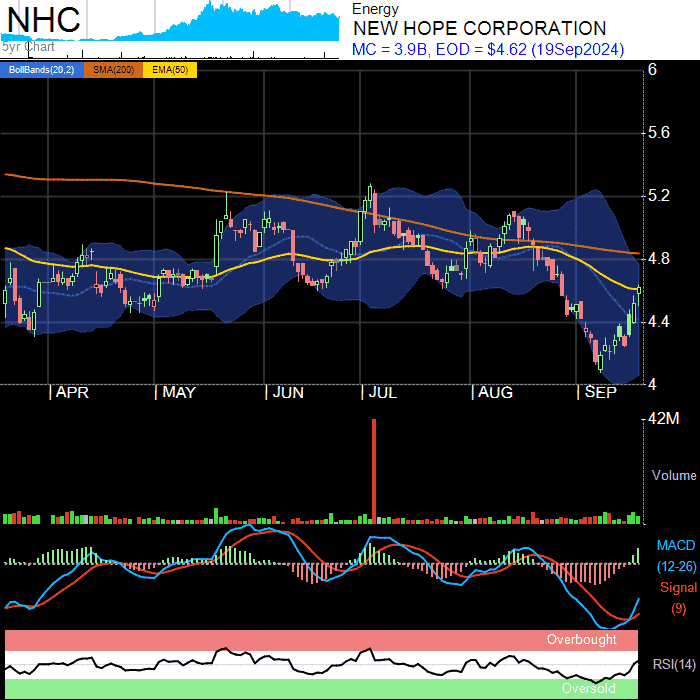 NHC
5yr Chart
Energy
NEW HOPE CORPORATION
MC = 3.9B, EOD = $4.62 (19Sep2024)
BollBands(20,2) SMA(200) EMA(50)
6
5.6
5.2
4.8
4.4
4
APR MAY JUN JUL AUG SEP
42M
Volume
MACD
(12-26)
Signal
(9)
Overbought
RSI(14)
Oversold